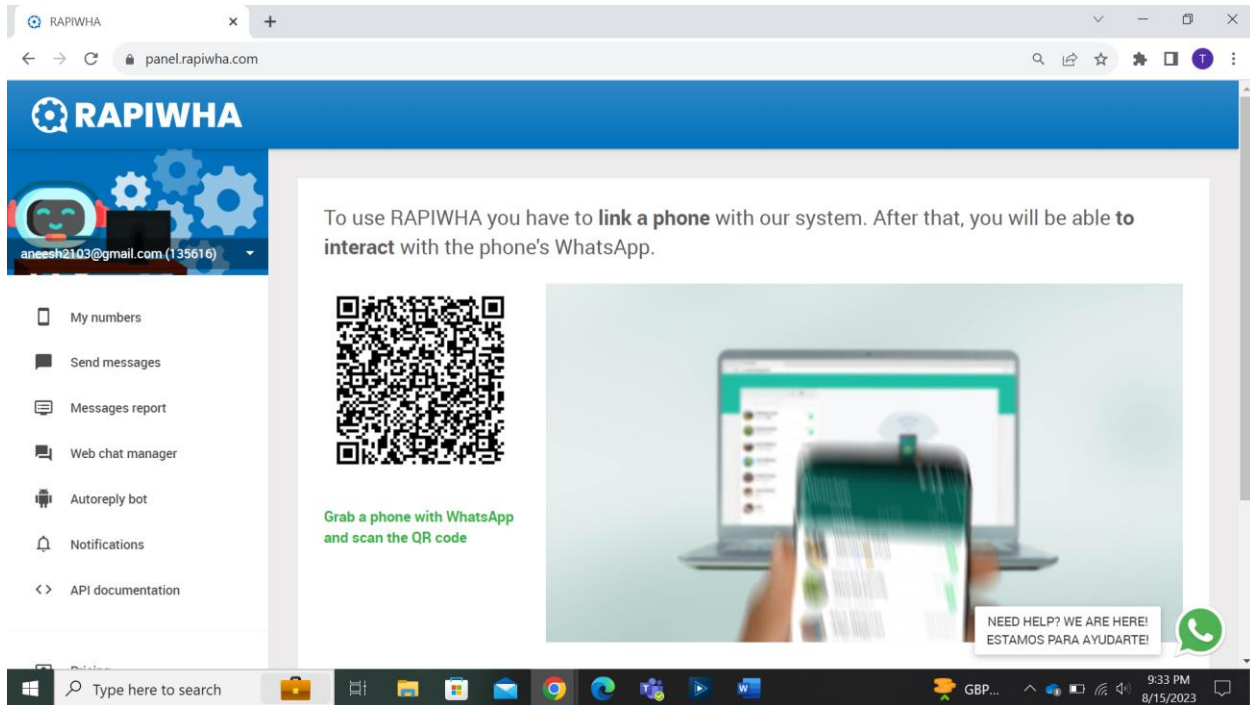 RAPIWHA
panel.rapiwha.com
T
RAPIWHA
aneesh2103@gmail.com (135616)
My numbers
Send messages
Messages report
Web chat manager
Autoreply bot
Notifications
API documentation
Pricing
To use RAPIWHA you have to link a phone with our system. After that, you will be able to
interact with the phone's WhatsApp.
Grab a phone with WhatsApp
and scan the QR code
NEED HELP? WE ARE HERE!
ESTAMOS PARA AYUDARTE!
Type here to search
GBP...
9:33 PM
8/15/2023